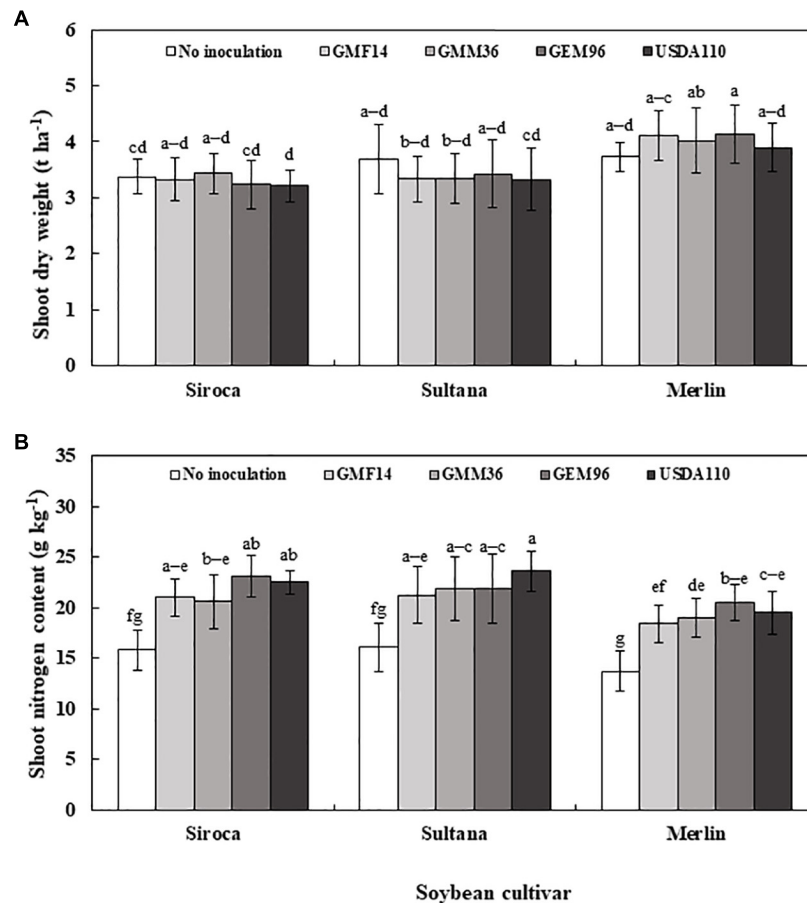 A
No inoculation GMF14 GMM36 GEM96 USDA110
Shoot dry weight (t ha-1)
6
5
4
3
2
1
0
cd a–d a–d cd d
a–d b–d b–d a–d cd
a–d a–c ab a a–d
Siroca Sultana Merlin
B
No inoculation GMF14 GMM36 GEM96 USDA110
Shoot nitrogen content (g kg-1)
35
30
25
20
15
10
5
0
fg a–e b–e ab ab
fg a–e a–c a–c a
g ef de b–e c–e
Siroca Sultana Merlin
Soybean cultivar